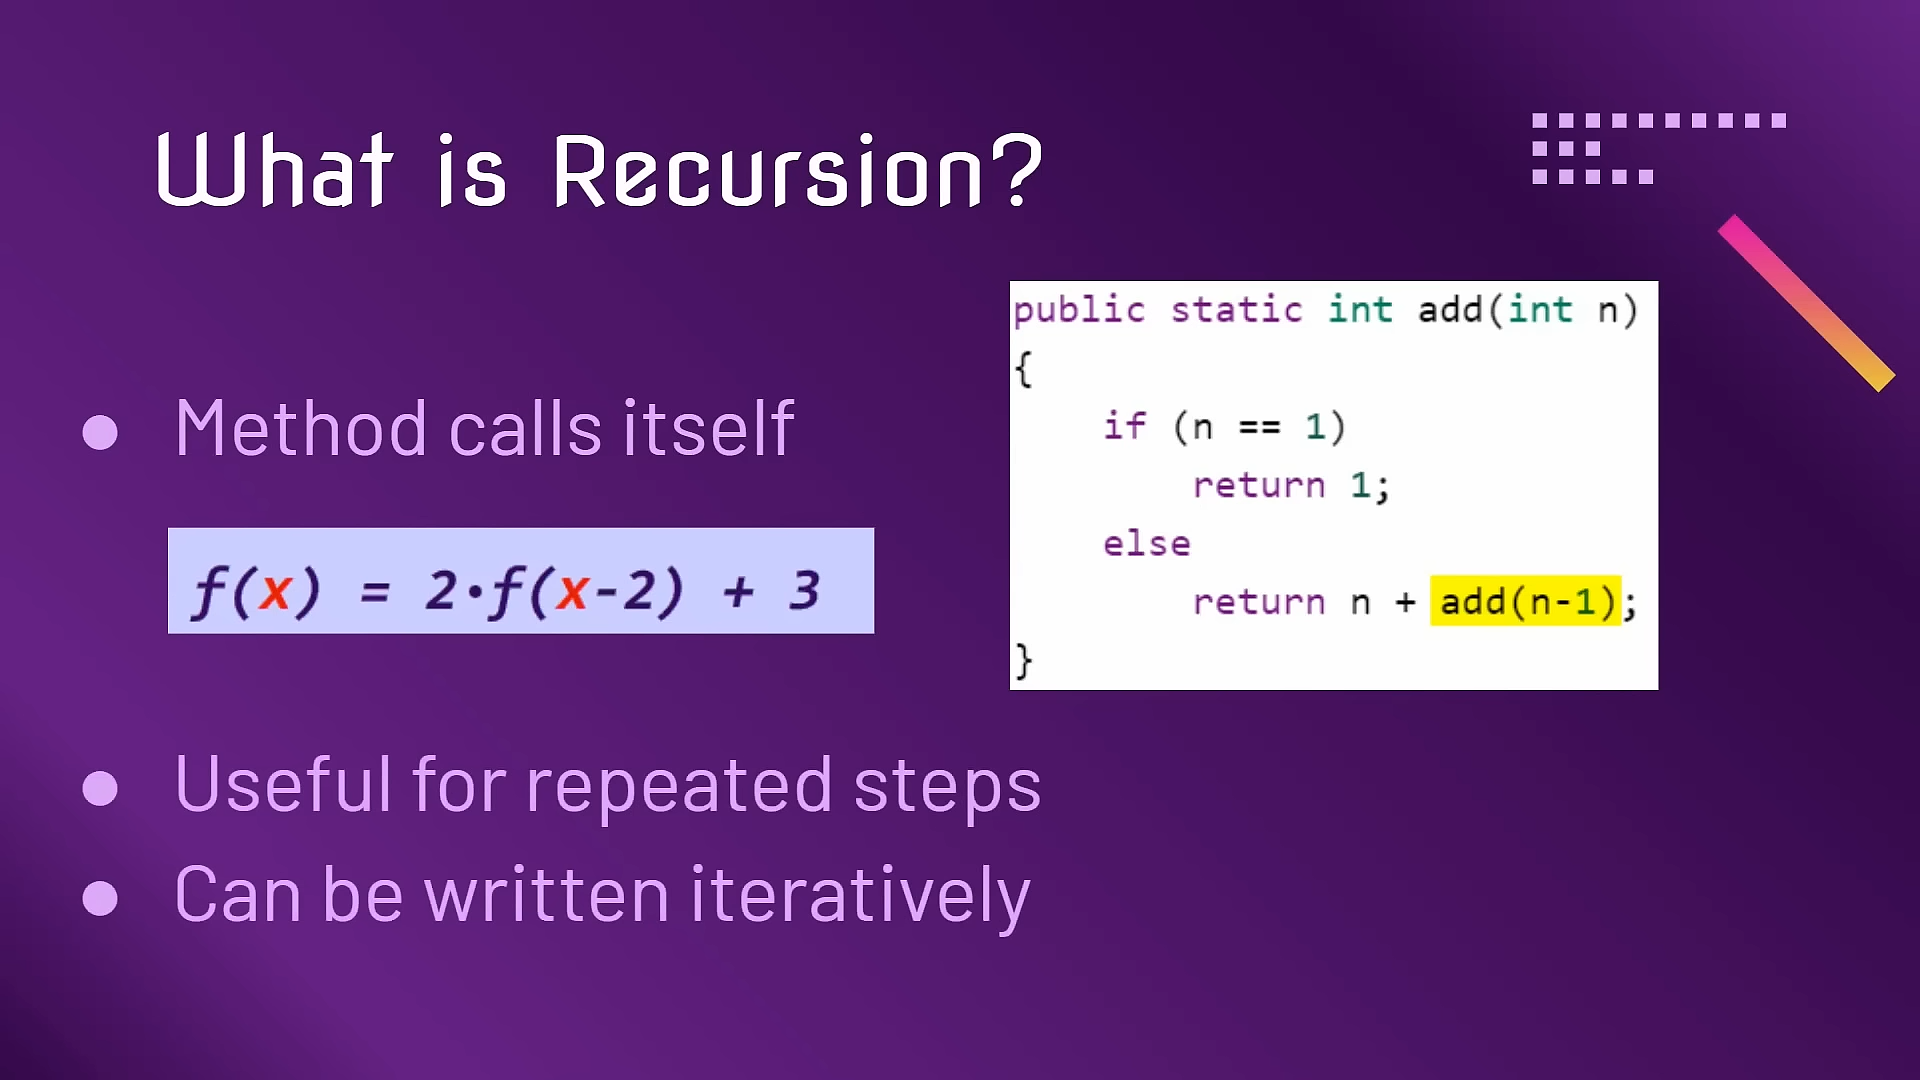 What is Recursion?
Method calls itself
f(x) = 2·f(x-2) + 3
Useful for repeated steps
Can be written iteratively
public static int add(int n)
{
    if (n == 1)
        return 1;
    else
        return n + add(n-1);
}